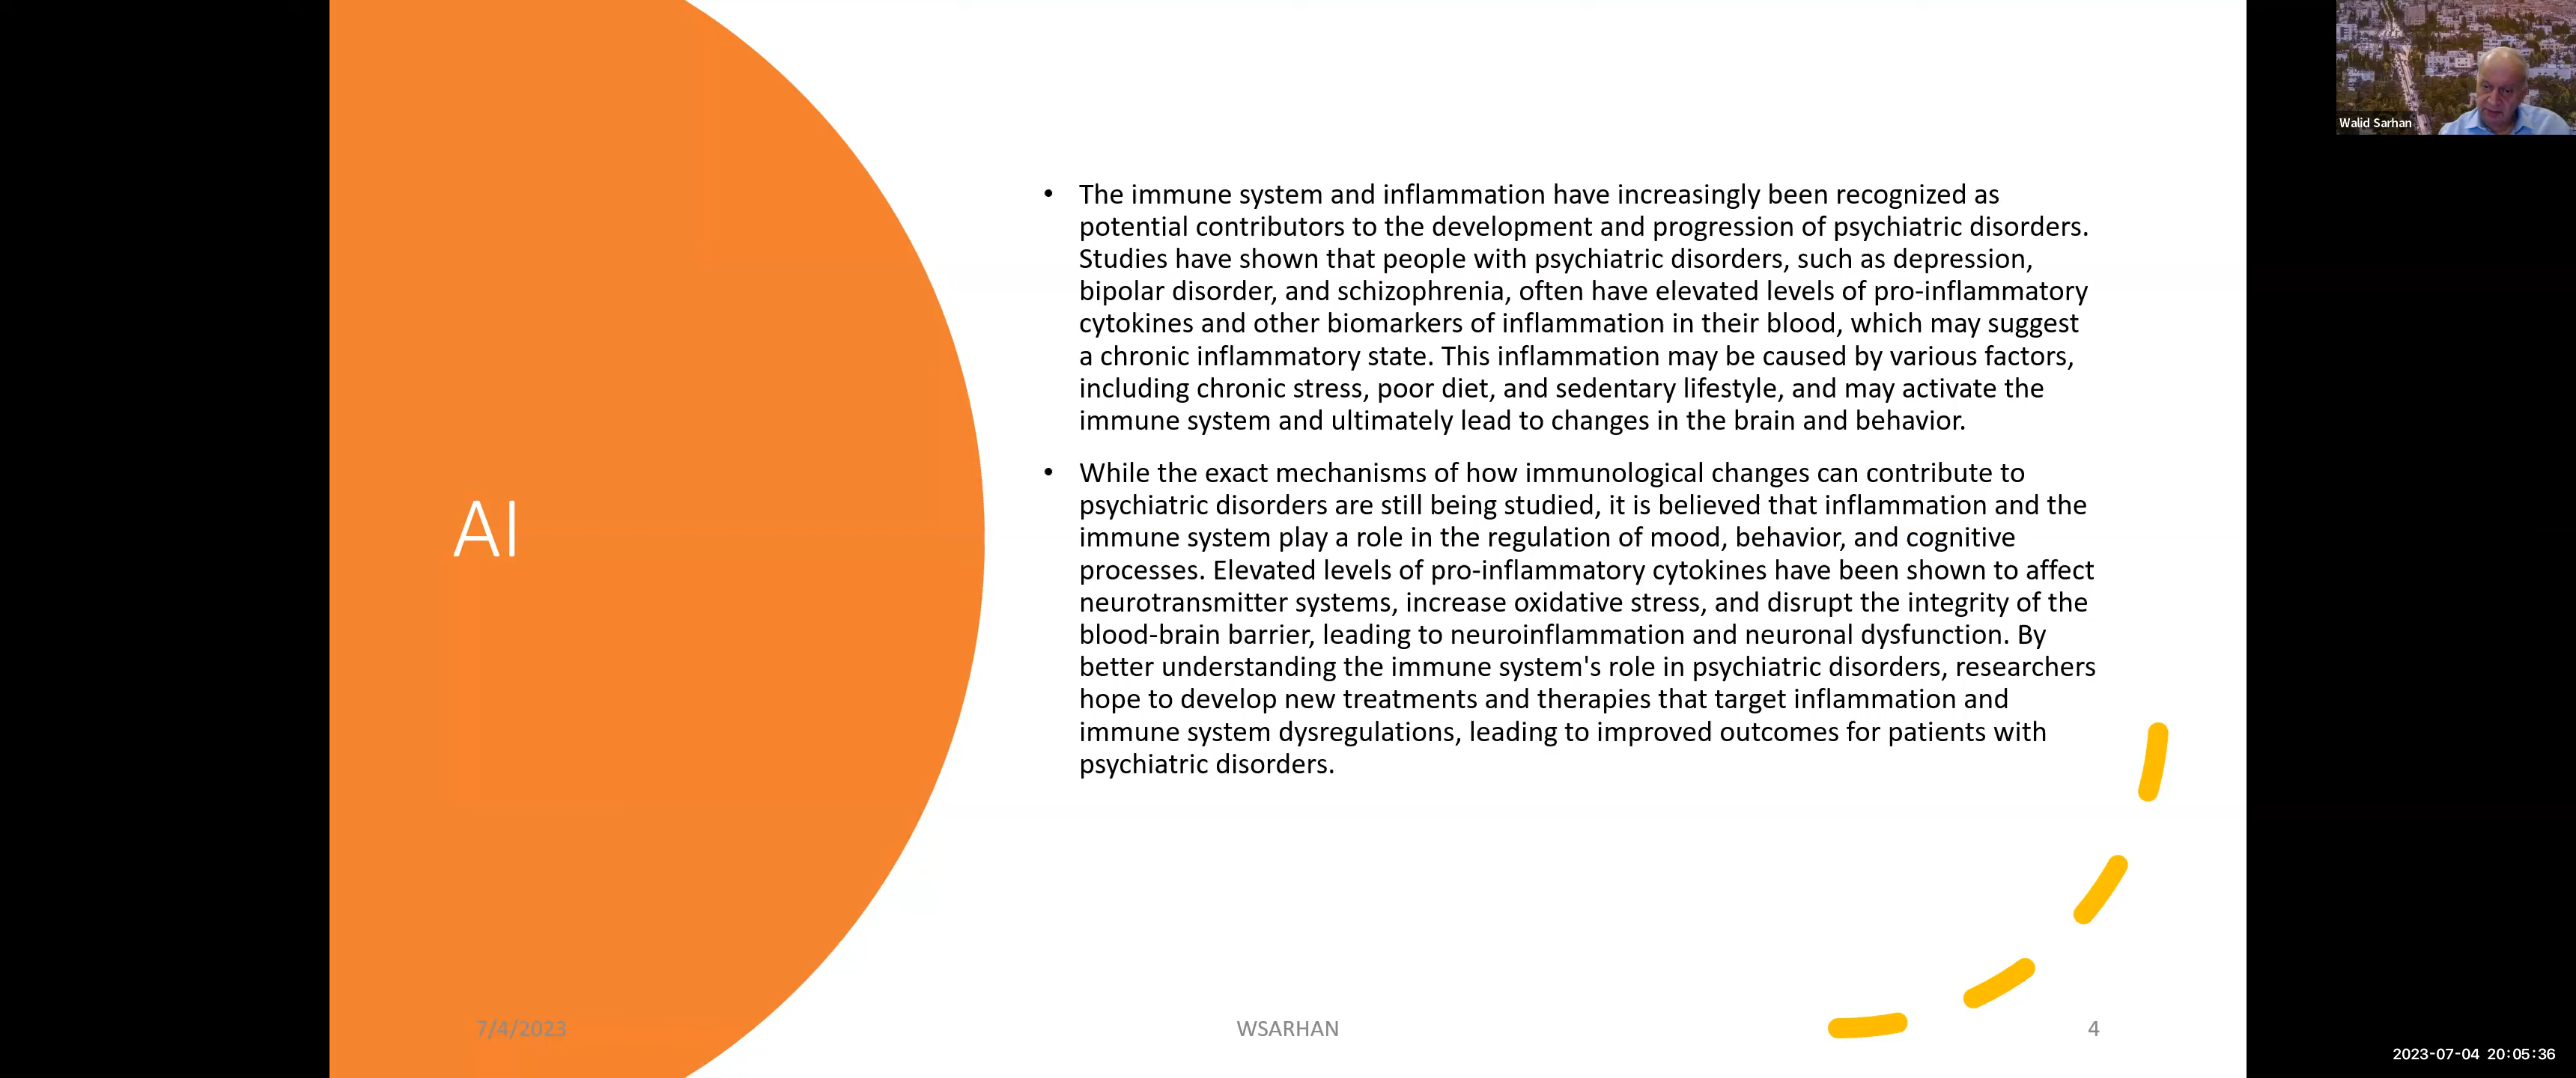 Walid Sarhan
AI
• The immune system and inflammation have increasingly been recognized as
potential contributors to the development and progression of psychiatric disorders.
Studies have shown that people with psychiatric disorders, such as depression,
bipolar disorder, and schizophrenia, often have elevated levels of pro-inflammatory
cytokines and other biomarkers of inflammation in their blood, which may suggest
a chronic inflammatory state. This inflammation may be caused by various factors,
including chronic stress, poor diet, and sedentary lifestyle, and may activate the
immune system and ultimately lead to changes in the brain and behavior.
• While the exact mechanisms of how immunological changes can contribute to
psychiatric disorders are still being studied, it is believed that inflammation and the
immune system play a role in the regulation of mood, behavior, and cognitive
processes. Elevated levels of pro-inflammatory cytokines have been shown to affect
neurotransmitter systems, increase oxidative stress, and disrupt the integrity of the
blood-brain barrier, leading to neuroinflammation and neuronal dysfunction. By
better understanding the immune system's role in psychiatric disorders, researchers
hope to develop new treatments and therapies that target inflammation and
immune system dysregulations, leading to improved outcomes for patients with
psychiatric disorders.
7/4/2023
WSARHAN
4
2023-07-04 20:05:36